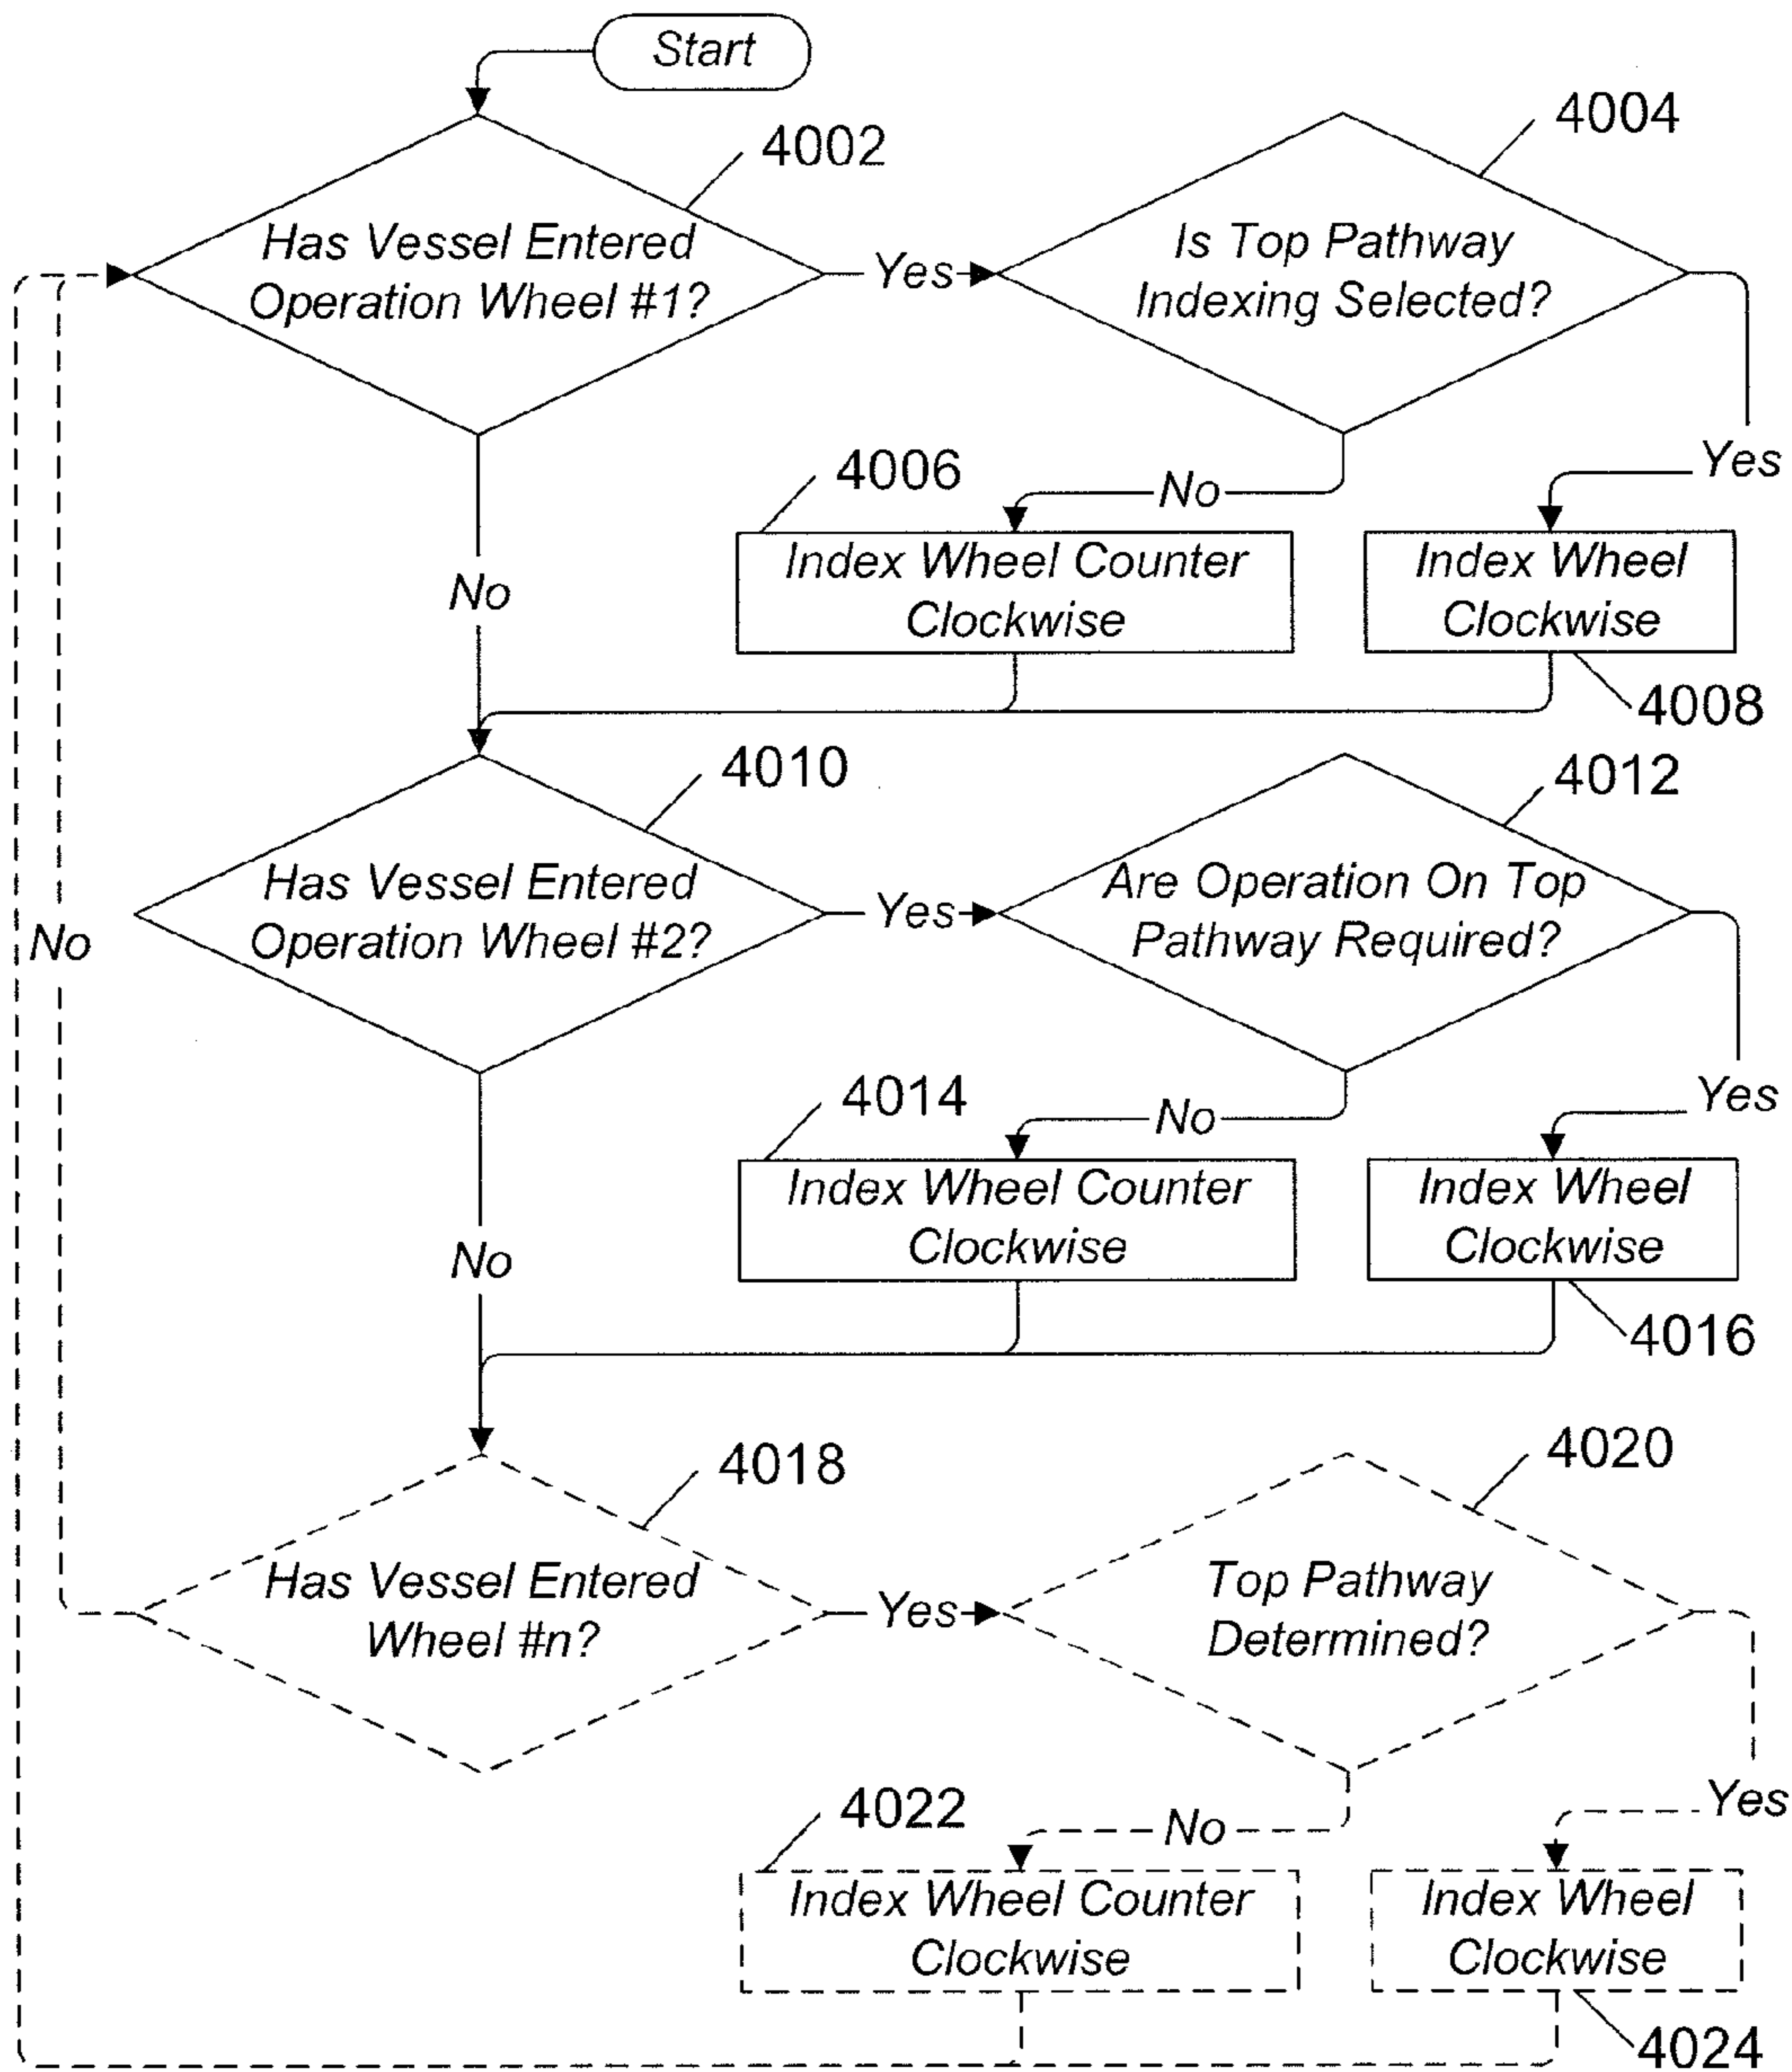 Start
4002
4004
Has Vessel Entered
Operation Wheel #1?
Yes
Is Top Pathway
Indexing Selected?
Yes
4006
No
Index Wheel Counter
Clockwise
Index Wheel
Clockwise
No
4008
4010
4012
Has Vessel Entered
Operation Wheel #2?
Yes
Are Operation On Top
Pathway Required?
No
Yes
4014
No
Index Wheel Counter
Clockwise
Index Wheel
Clockwise
No
4016
4018
4020
Has Vessel Entered
Wheel #n?
Yes
Top Pathway
Determined?
Yes
4022
No
Index Wheel Counter
Clockwise
Index Wheel
Clockwise
4024